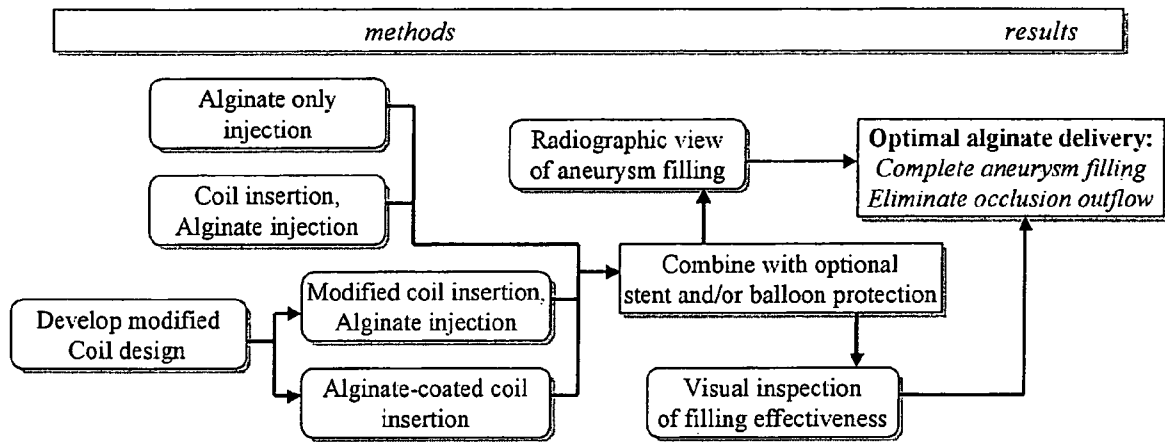 methods results
Alginate only
injection
Coil insertion,
Alginate injection
Develop modified
Coil design
Modified coil insertion,
Alginate injection
Alginate-coated coil
insertion
Radiographic view
of aneurysm filling
Combine with optional
stent and/or balloon protection
Visual inspection
of filling effectiveness
Optimal alginate delivery:
Complete aneurysm filling
Eliminate occlusion outflow